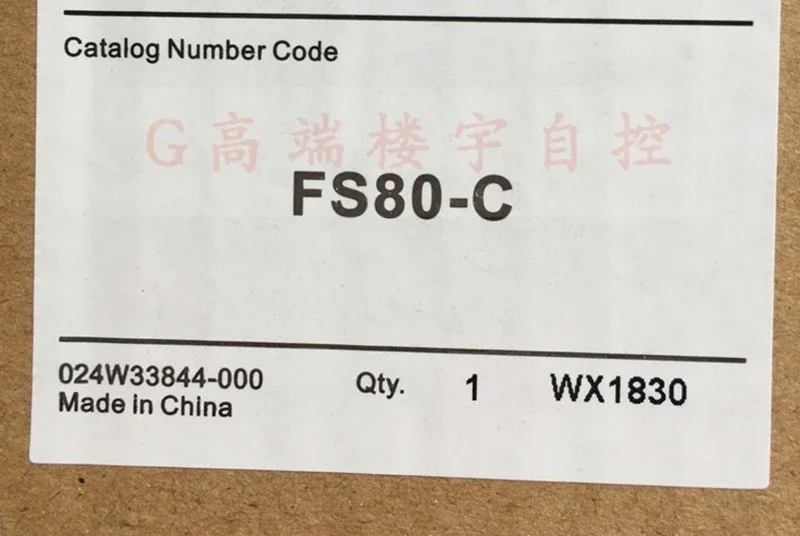 Catalog Number Code
G高端楼宇自控
FS80-C
024W33844-000
Made in China
Qty. 1 WX1830